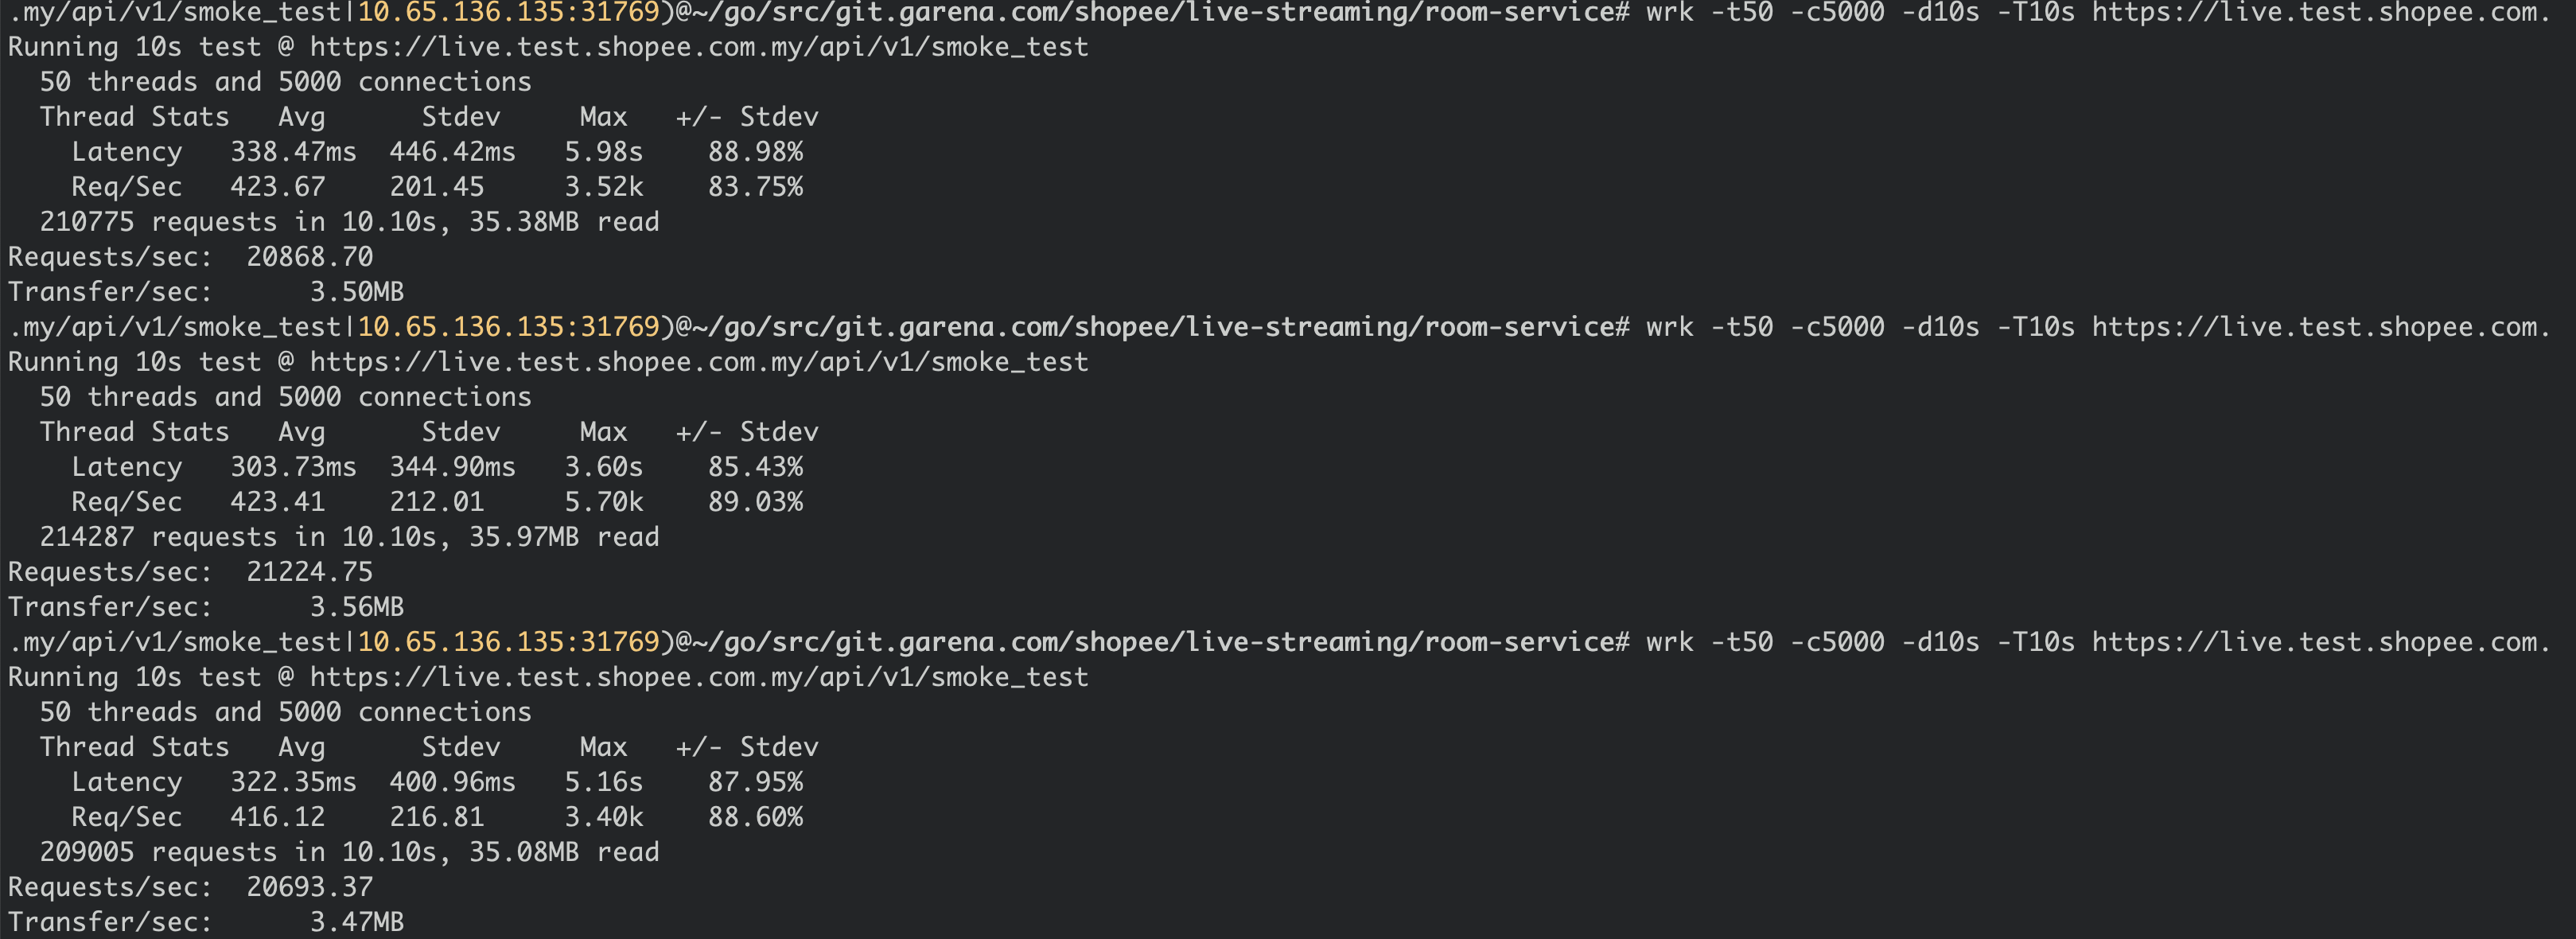 .my/api/v1/smoke_test|10.65.136.135:31769)@~/go/src/git.garena.com/shopee/live-streaming/room-service# wrk -t50 -c5000 -d10s -T10s https://live.test.shopee.com.
Running 10s test @ https://live.test.shopee.com.my/api/v1/smoke_test
  50 threads and 5000 connections
  Thread Stats   Avg      Stdev     Max   +/- Stdev
    Latency   338.47ms  446.42ms   5.98s    88.98%
    Req/Sec   423.67    201.45     3.52k    83.75%
  210775 requests in 10.10s, 35.38MB read
Requests/sec:  20868.70
Transfer/sec:      3.50MB
.my/api/v1/smoke_test|10.65.136.135:31769)@~/go/src/git.garena.com/shopee/live-streaming/room-service# wrk -t50 -c5000 -d10s -T10s https://live.test.shopee.com.
Running 10s test @ https://live.test.shopee.com.my/api/v1/smoke_test
  50 threads and 5000 connections
  Thread Stats   Avg      Stdev     Max   +/- Stdev
    Latency   303.73ms  344.90ms   3.60s    85.43%
    Req/Sec   423.41    212.01     5.70k    89.03%
  214287 requests in 10.10s, 35.97MB read
Requests/sec:  21224.75
Transfer/sec:      3.56MB
.my/api/v1/smoke_test|10.65.136.135:31769)@~/go/src/git.garena.com/shopee/live-streaming/room-service# wrk -t50 -c5000 -d10s -T10s https://live.test.shopee.com.
Running 10s test @ https://live.test.shopee.com.my/api/v1/smoke_test
  50 threads and 5000 connections
  Thread Stats   Avg      Stdev     Max   +/- Stdev
    Latency   322.35ms  400.96ms   5.16s    87.95%
    Req/Sec   416.12    216.81     3.40k    88.60%
  209005 requests in 10.10s, 35.08MB read
Requests/sec:  20693.37
Transfer/sec:      3.47MB